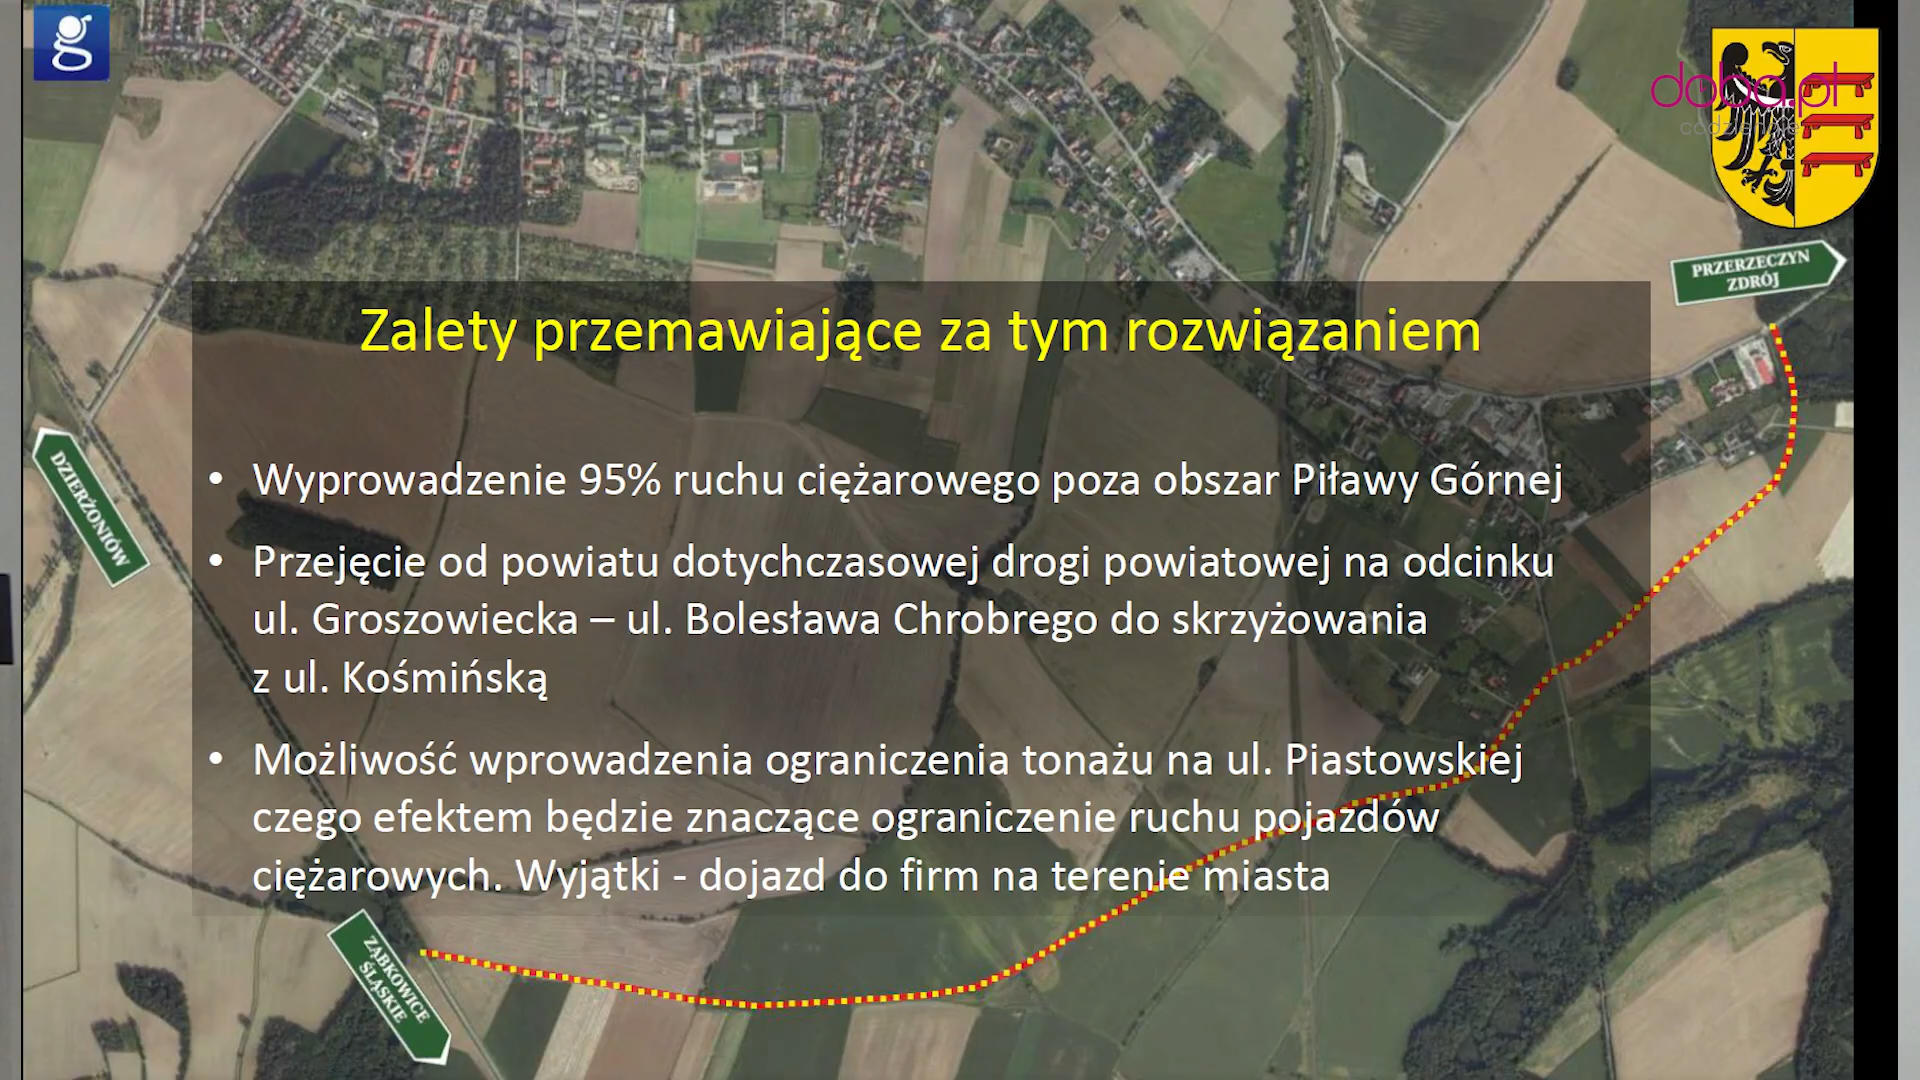 g
doba.pl
codziennie
PRZERZECZYN
ZDRÓJ
Zalety przemawiające za tym rozwiązaniem
DZIERŻONIÓW
• Wyprowadzenie 95% ruchu ciężarowego poza obszar Piławy Górnej
• Przejęcie od powiatu dotychczasowej drogi powiatowej na odcinku
ul. Groszowiecka – ul. Bolesława Chrobrego do skrzyżowania
z ul. Kośmińską
• Możliwość wprowadzenia ograniczenia tonażu na ul. Piastowskiej
czego efektem będzie znaczące ograniczenie ruchu pojazdów
ciężarowych. Wyjątki - dojazd do firm na terenie miasta
ZĄBKOWICE
ŚLĄSKIE